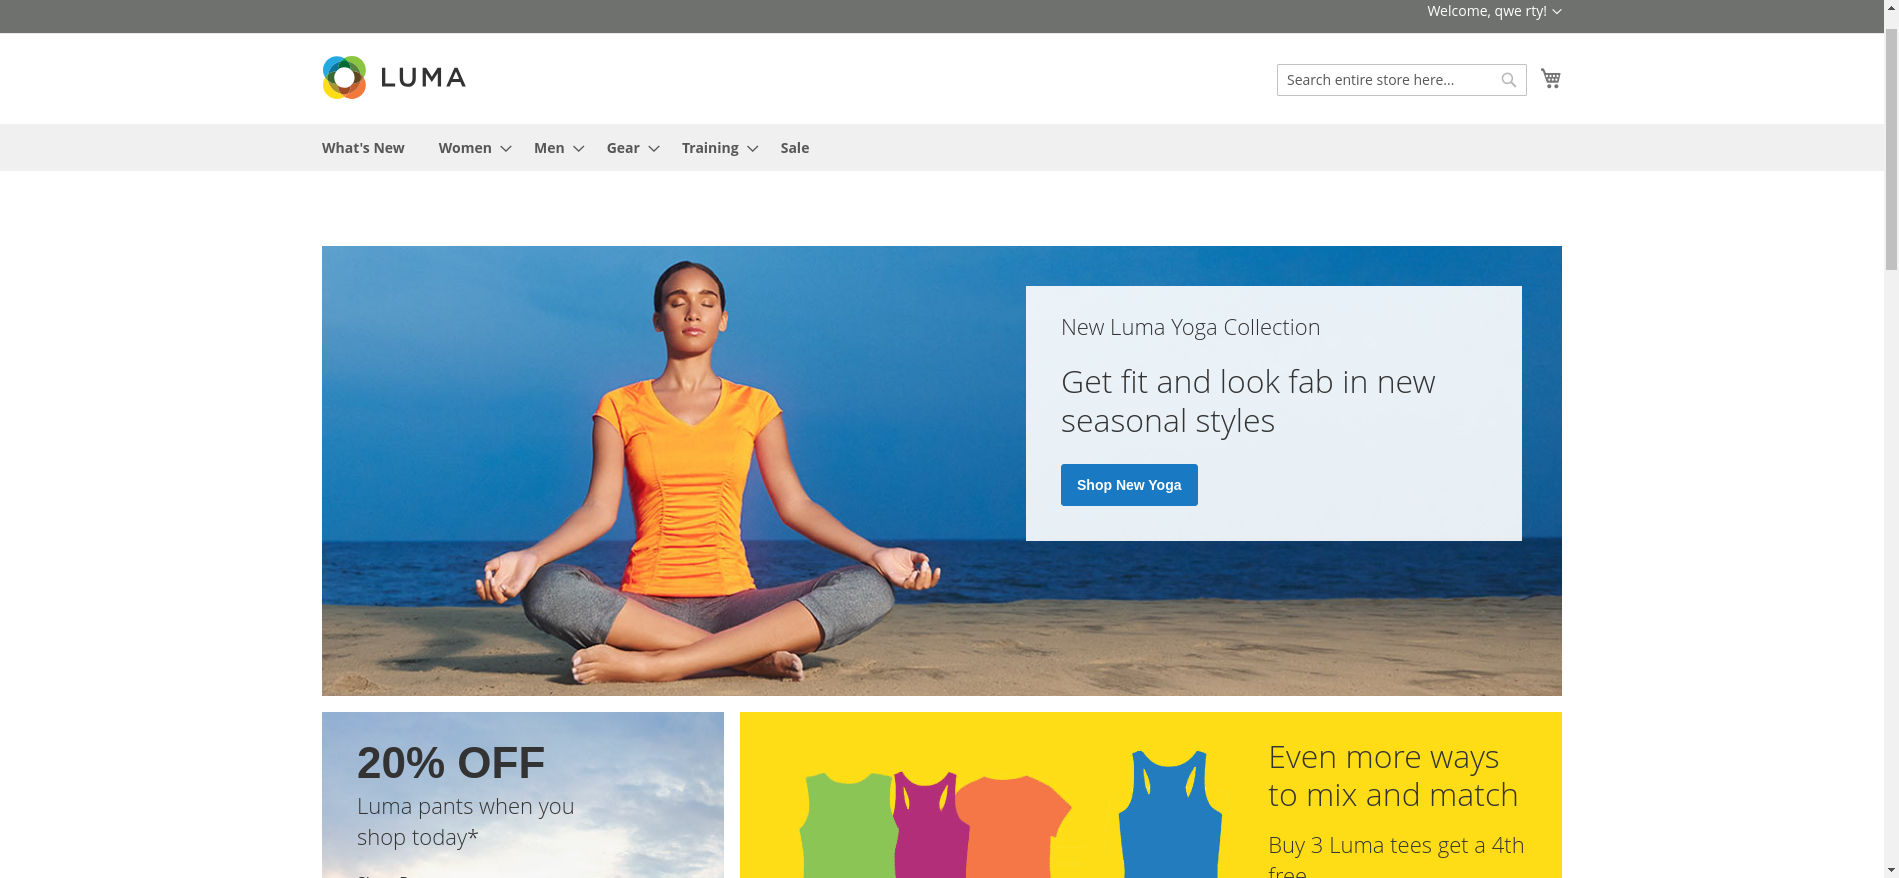 Welcome, qwe rty!
LUMA
Search entire store here...
What's New
Women
Men
Gear
Training
Sale
New Luma Yoga Collection
Get fit and look fab in new
seasonal styles
Shop New Yoga
20% OFF
Luma pants when you
shop today*
Even more ways
to mix and match
Buy 3 Luma tees get a 4th
free